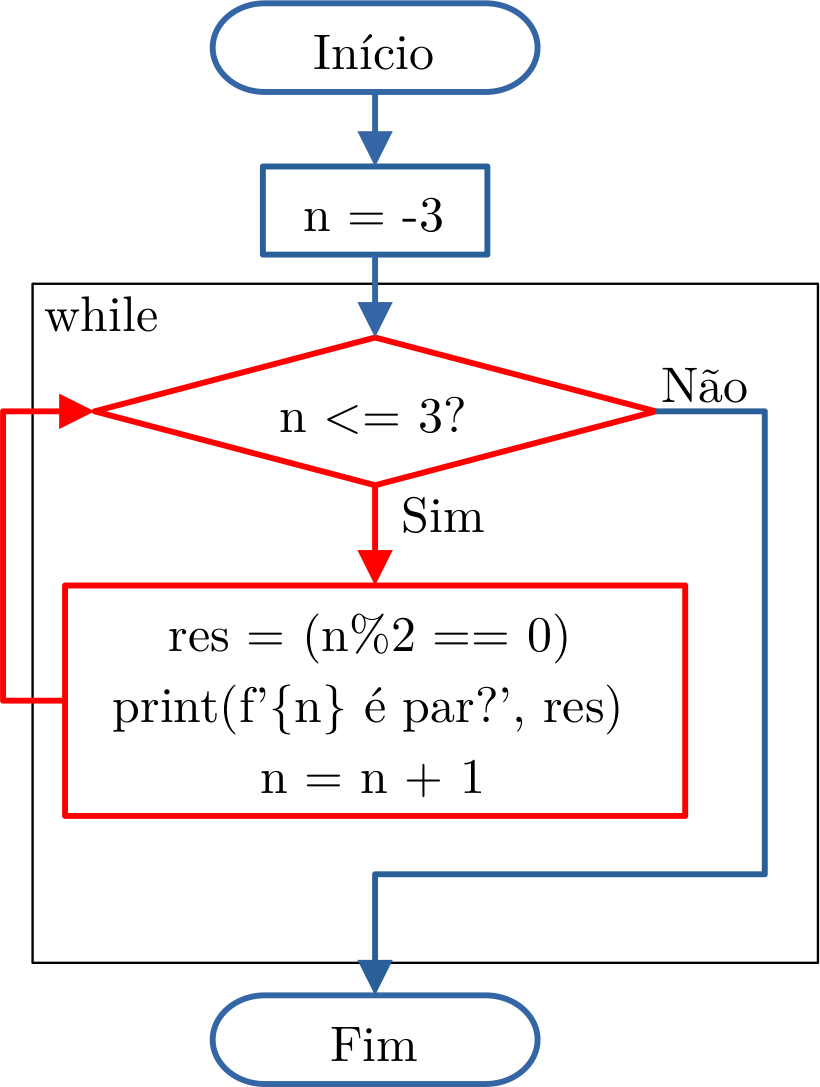 Início
n = -3
while
n <= 3?
Não
Sim
res = (n%2 == 0)
print(f’{n} é par?’, res)
n = n + 1
Fim